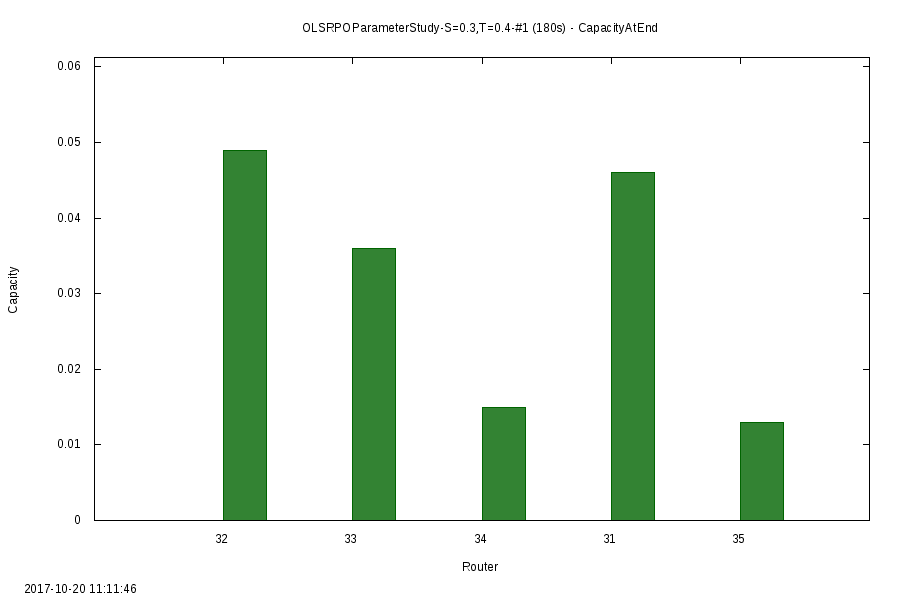 OLSRPOParameterStudy-S=0.3,T=0.4-#1 (180s) - CapacityAtEnd
0.06
0.05
0.04
0.03
0.02
0.01
0
Capacity
32 33 34 31 35
Router
2017-10-20 11:11:46